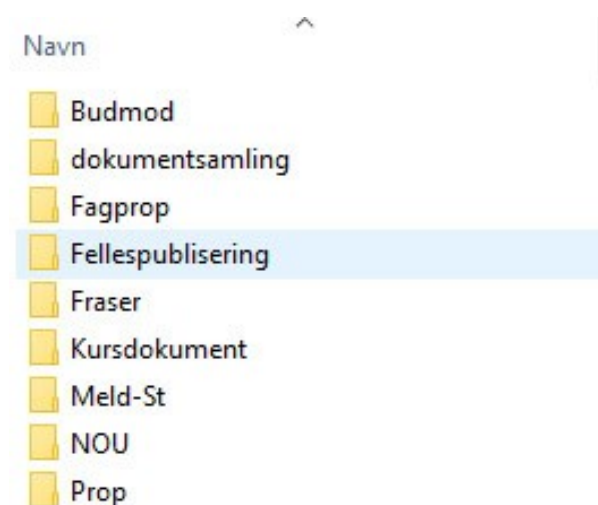 Navn
Budmod
dokumentsamling
Fagprop
Fellespublisering
Fraser
Kursdokument
Meld-St
NOU
Prop